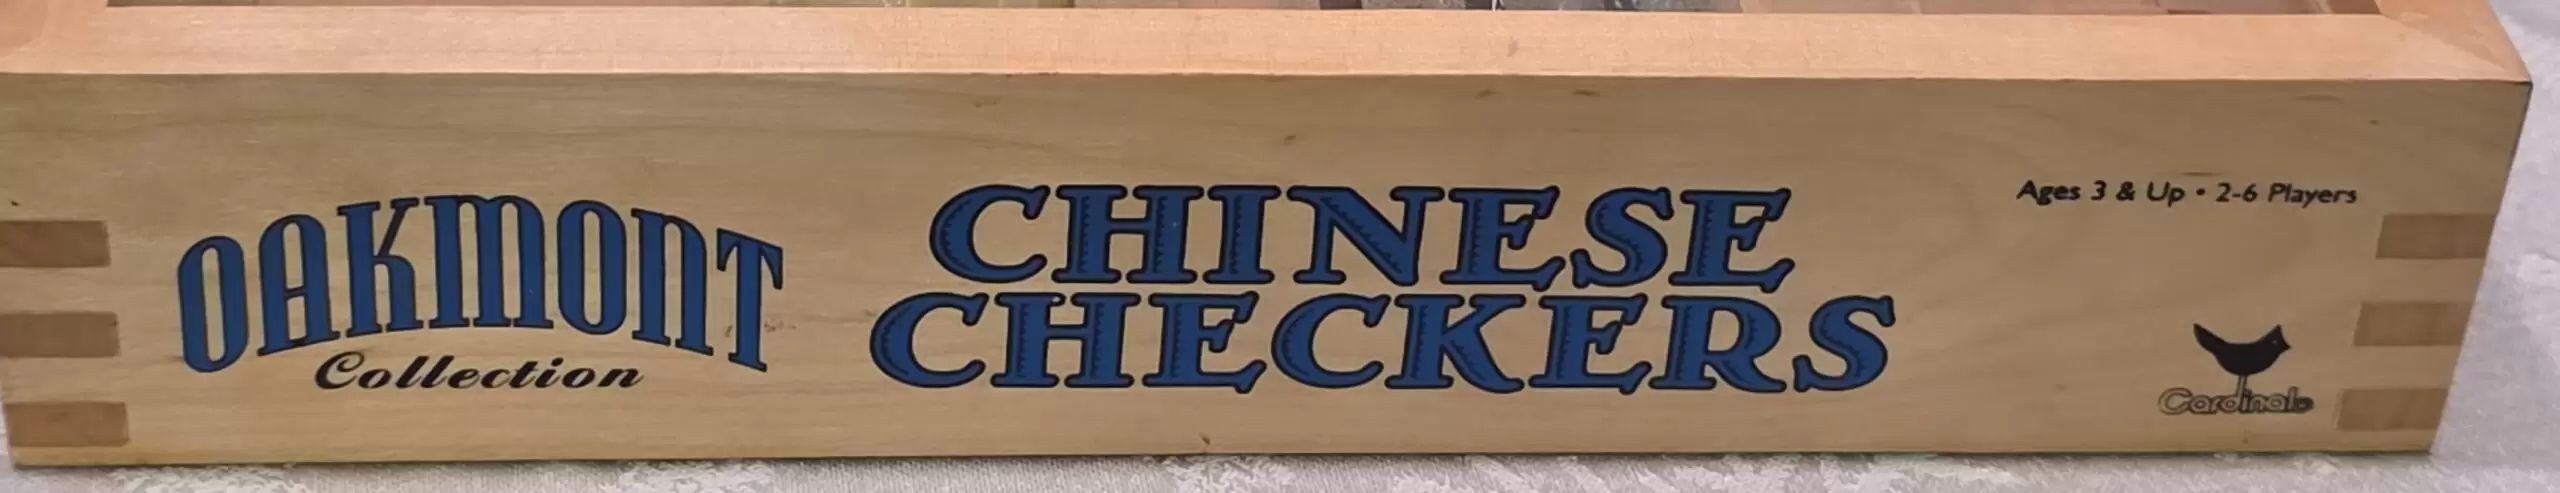 OAKMONT
Collection
CHINESE
CHECKERS
Ages 3 & Up • 2-6 Players
Cardinal®